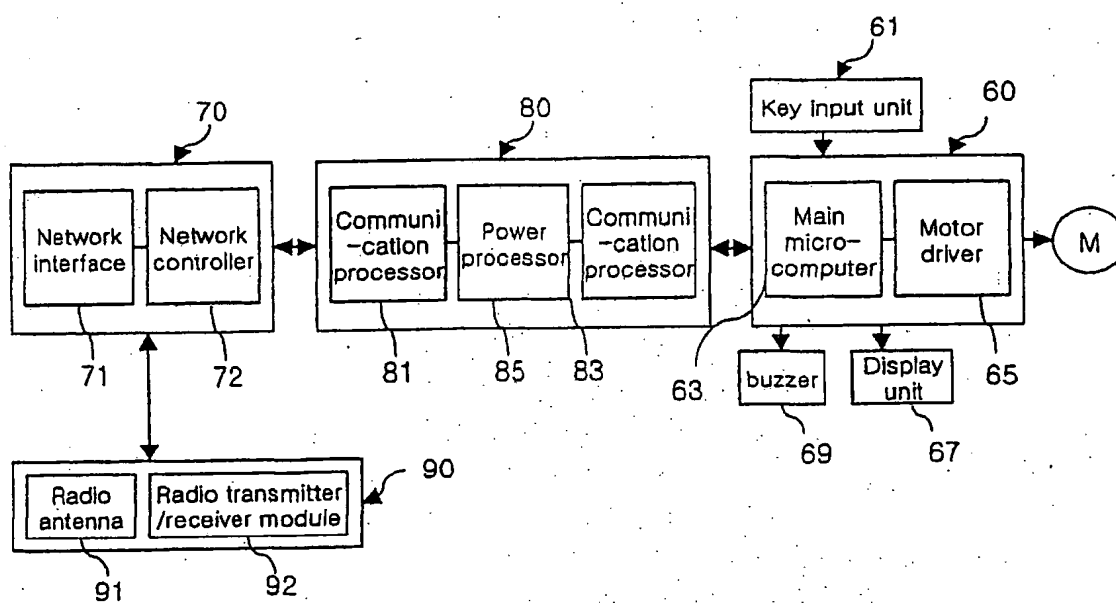 61
Key input unit
60
70
80
Network
interface
Network
controller
Communi
-cation
processor
Power
processor
Communi
-cation
processor
Main
micro-
computer
Motor
driver
M
71
72
81
85
83
63
buzzer
Display
unit
65
69
67
Radio
antenna
Radio transmitter
/receiver module
90
91
92